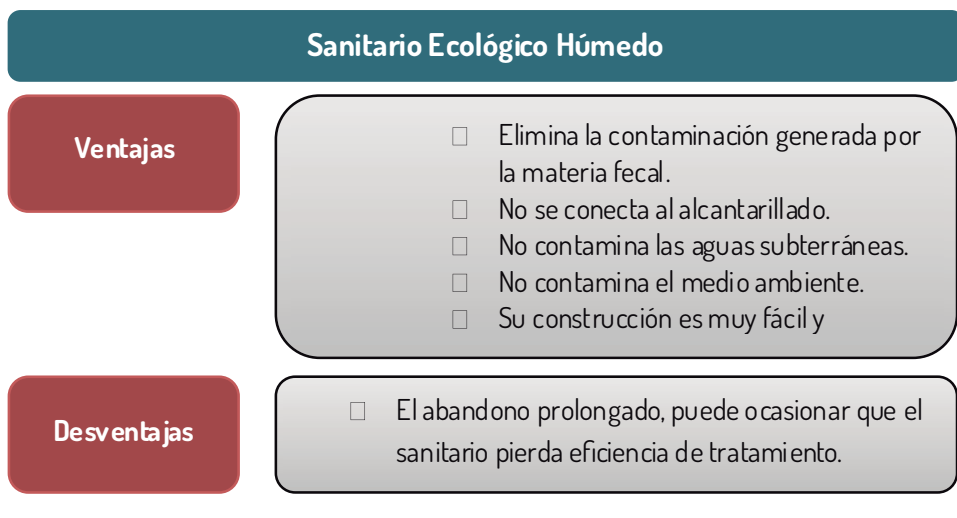 Sanitario Ecológico Húmedo
Ventajas
Elimina la contaminación generada por
la materia fecal.
No se conecta al alcantarillado.
No contamina las aguas subterráneas.
No contamina el medio ambiente.
Su construcción es muy fácil y
Desventajas
El abandono prolongado, puede ocasionar que el
sanitario pierda eficiencia de tratamiento.